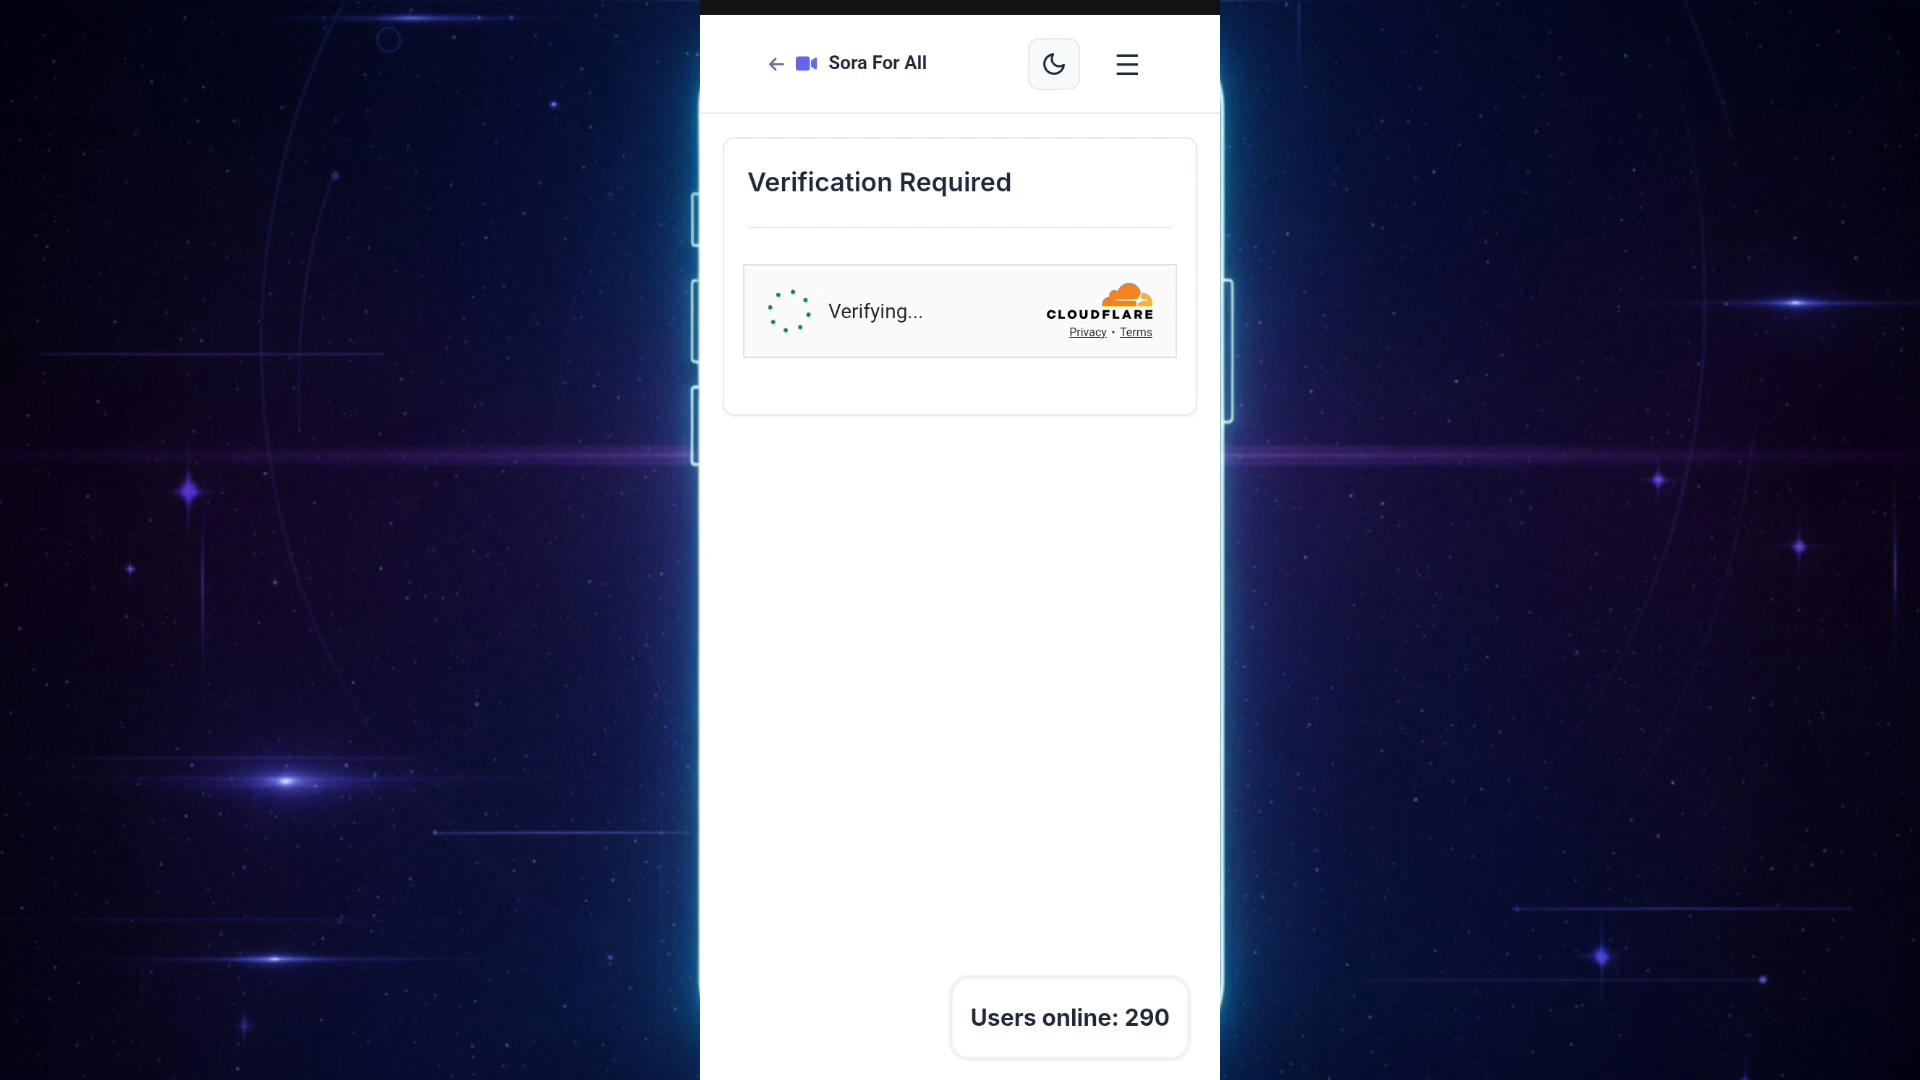 Sora For All
Verification Required
Verifying...
CLOUDFLARE
Privacy • Terms
Users online: 290